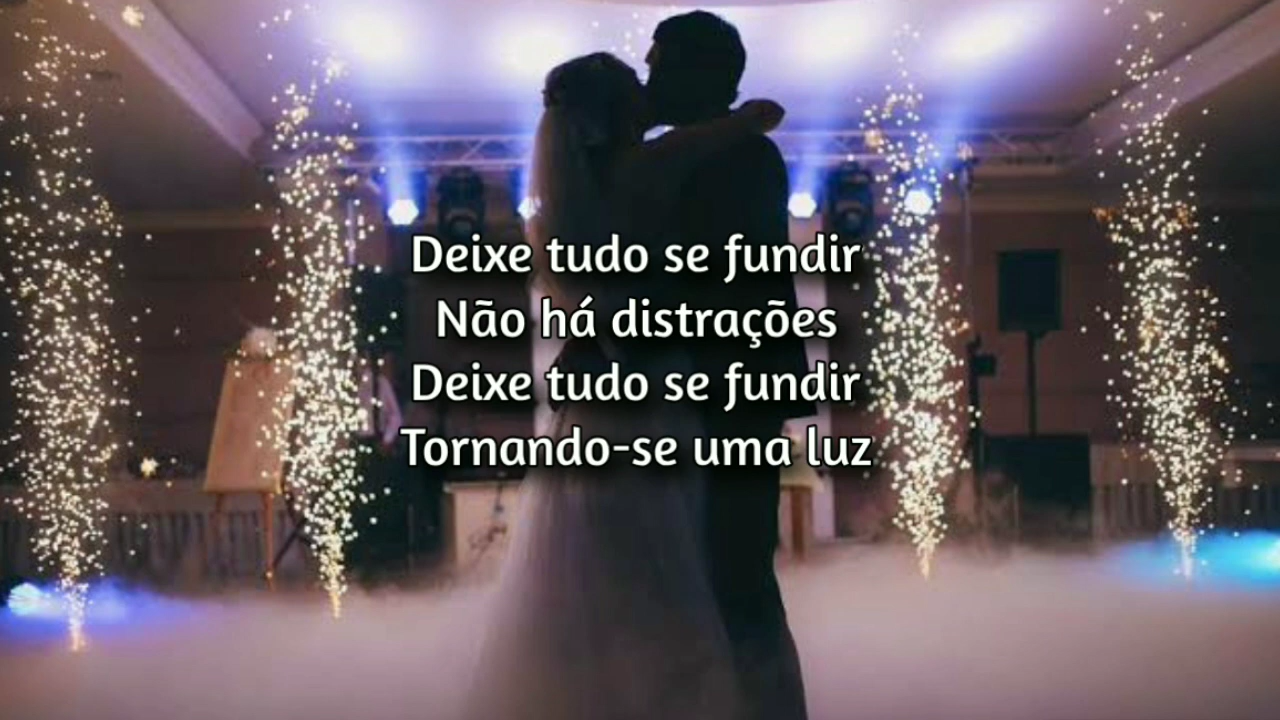 Deixe tudo se fundir
Não há distrações
Deixe tudo se fundir
Tornando-se uma luz